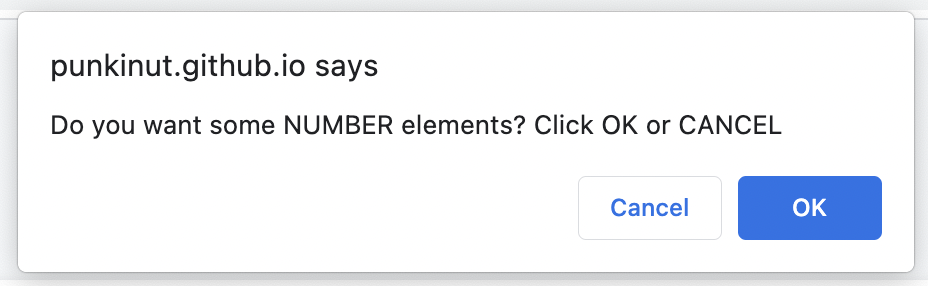 punkinut.github.io says
Do you want some NUMBER elements? Click OK or CANCEL
Cancel
OK